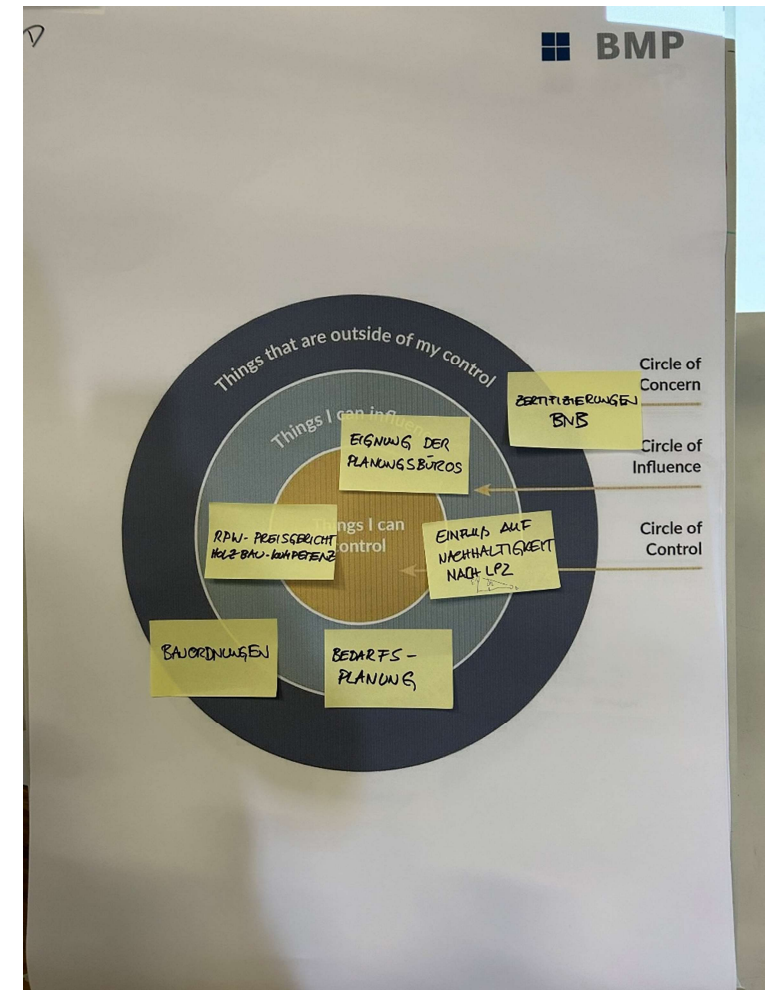 D
BMP
Things that are outside of my control
Circle of
Concern
ZERTIFIZIERUNGEN
BNB
Things I can influen
Circle of
Influence
EIGNUNG DER
PLANUNGSBÜROS
Things I can
control
Circle of
Control
RPW-PREISGERICHT
HOLZBAU-KOMPETENZ
EINFLUß AUF
NACHHALTIGKEIT
NACH LPZ
BAUORDNUNGEN
BEDARFS-
PLANUNG